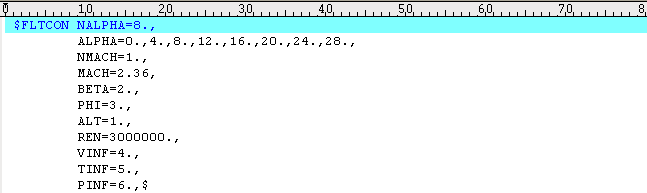 0 10 20 30 40 50 60 70 8
$FLTCON NALPHA=8.,
ALPHA=0.,4.,8.,12.,16.,20.,24.,28.,
NMACH=1.,
MACH=2.36,
BETA=2.,
PHI=3.,
ALT=1.,
REN=3000000.,
VINF=4.,
TINF=5.,
PINF=6.,$